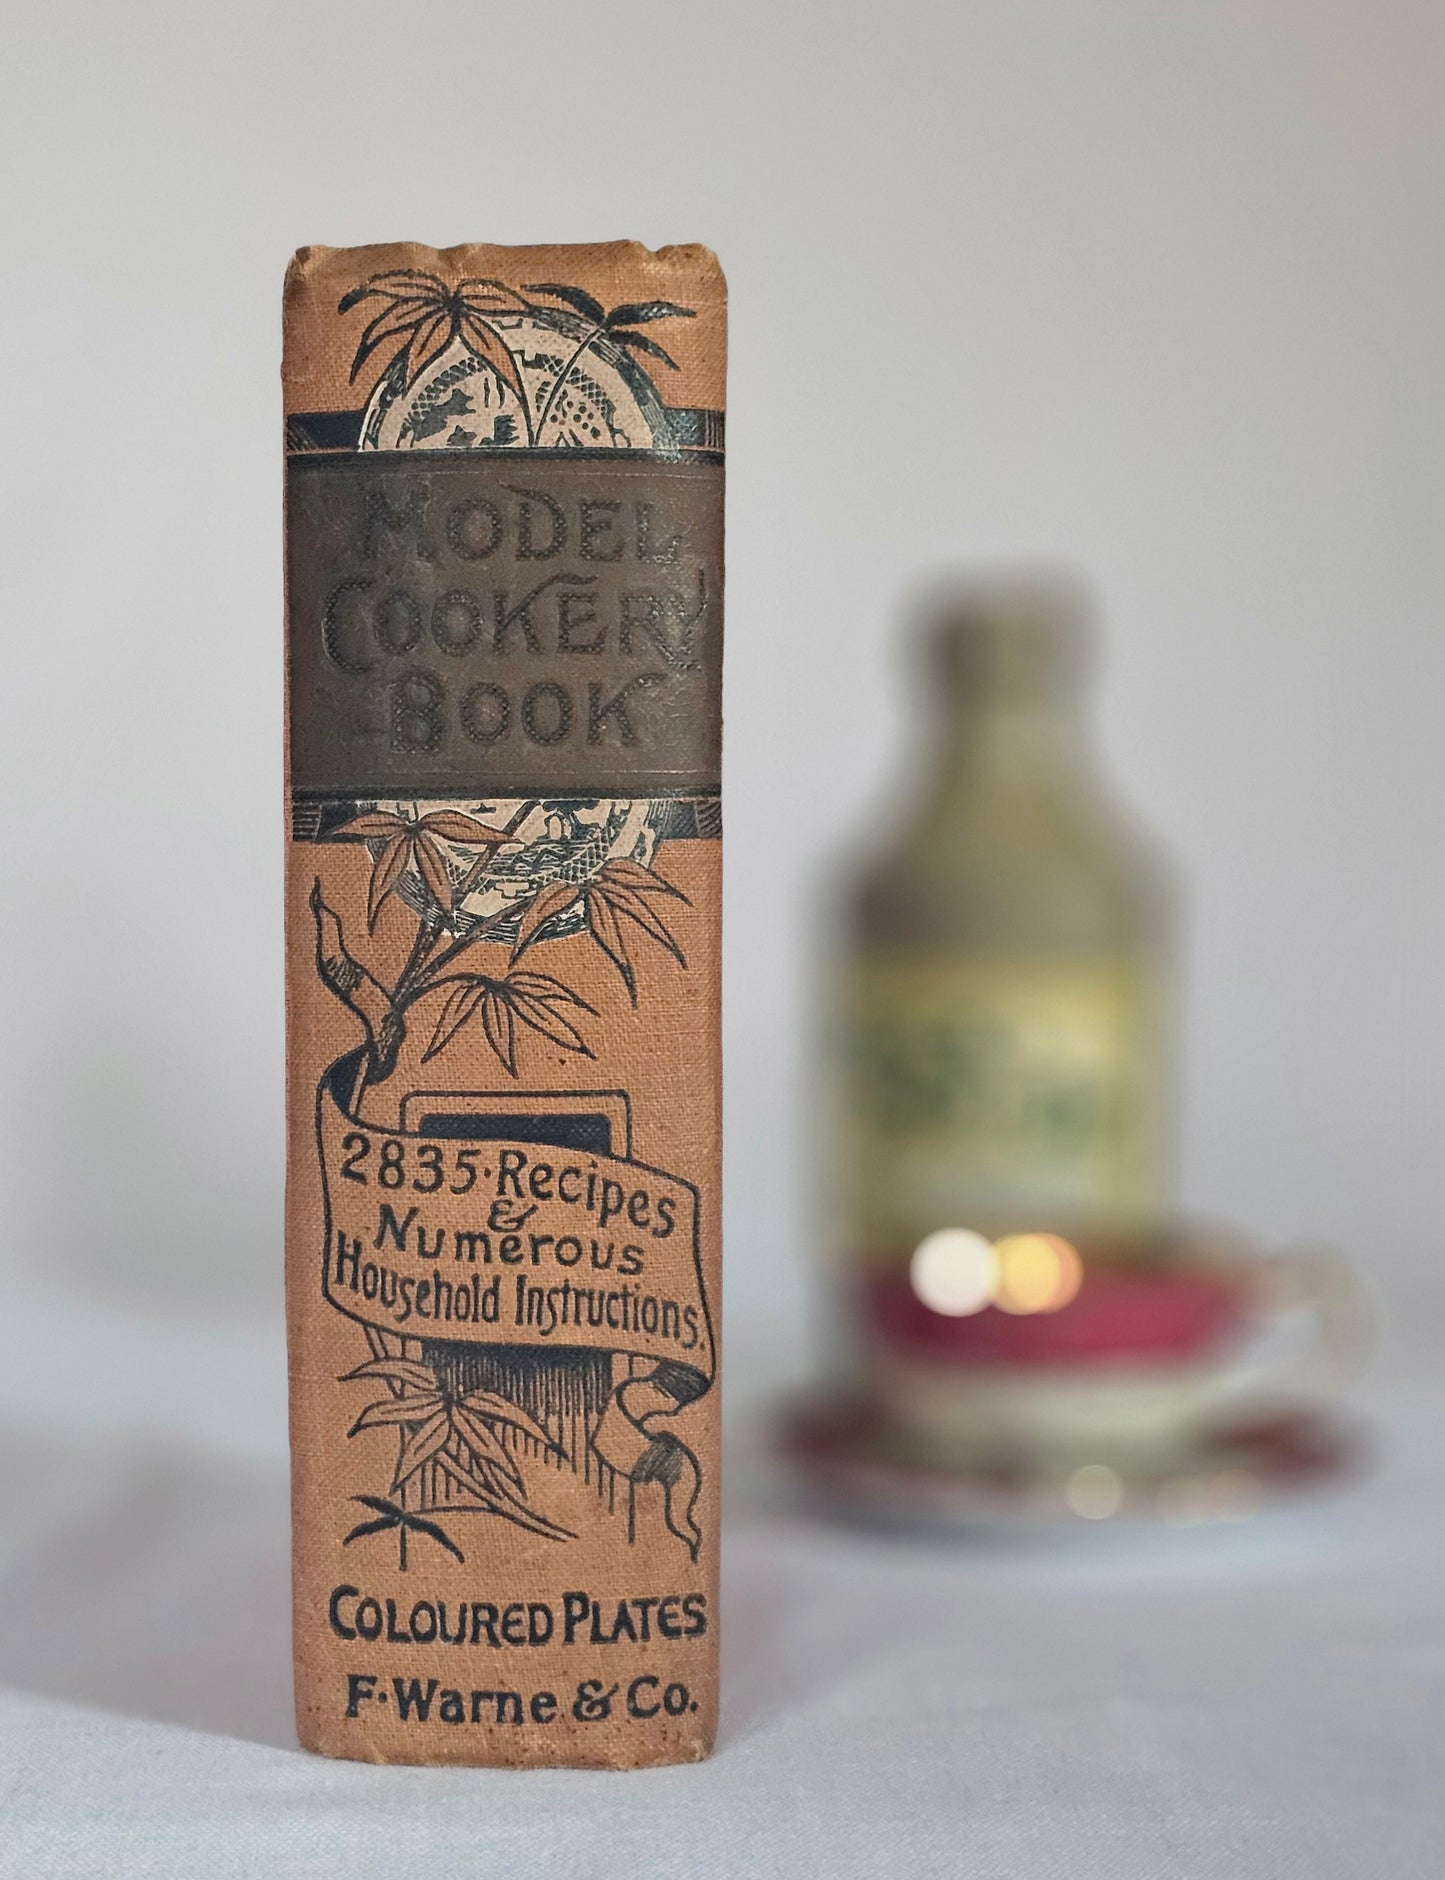 MODEL
COOKERY
BOOK
2835·Recipes
&
Numerous
Household Instructions.
COLOURED PLATES
F·Warne & Co.